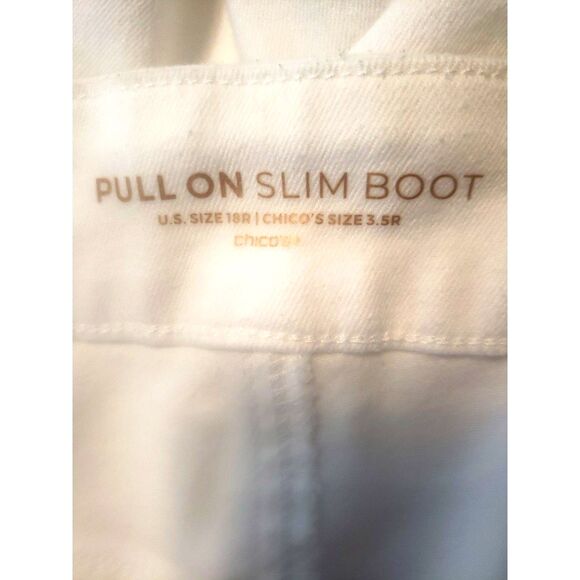 PULL ON SLIM BOOT
U.S. SIZE 18R | CHICO'S SIZE 3.5R
chico's